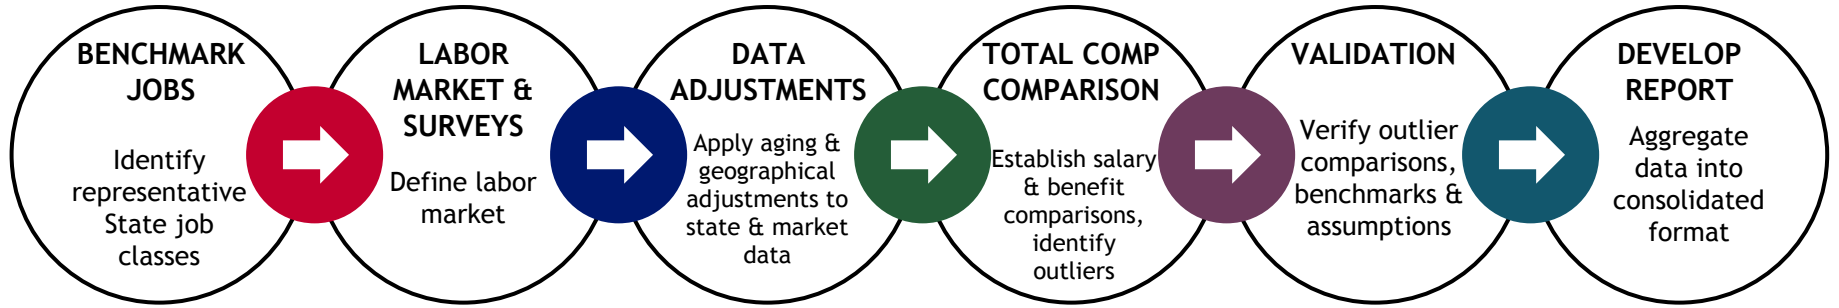 BENCHMARK
JOBS
Identify
representative
State job
classes
LABOR
MARKET &
SURVEYS
Define labor
market
DATA
ADJUSTMENTS
Apply aging &
geographical
adjustments to
state & market
data
TOTAL COMP
COMPARISON
Establish salary
& benefit
comparisons,
identify
outliers
VALIDATION
Verify outlier
comparisons,
benchmarks &
assumptions
DEVELOP
REPORT
Aggregate
data into
consolidated
format